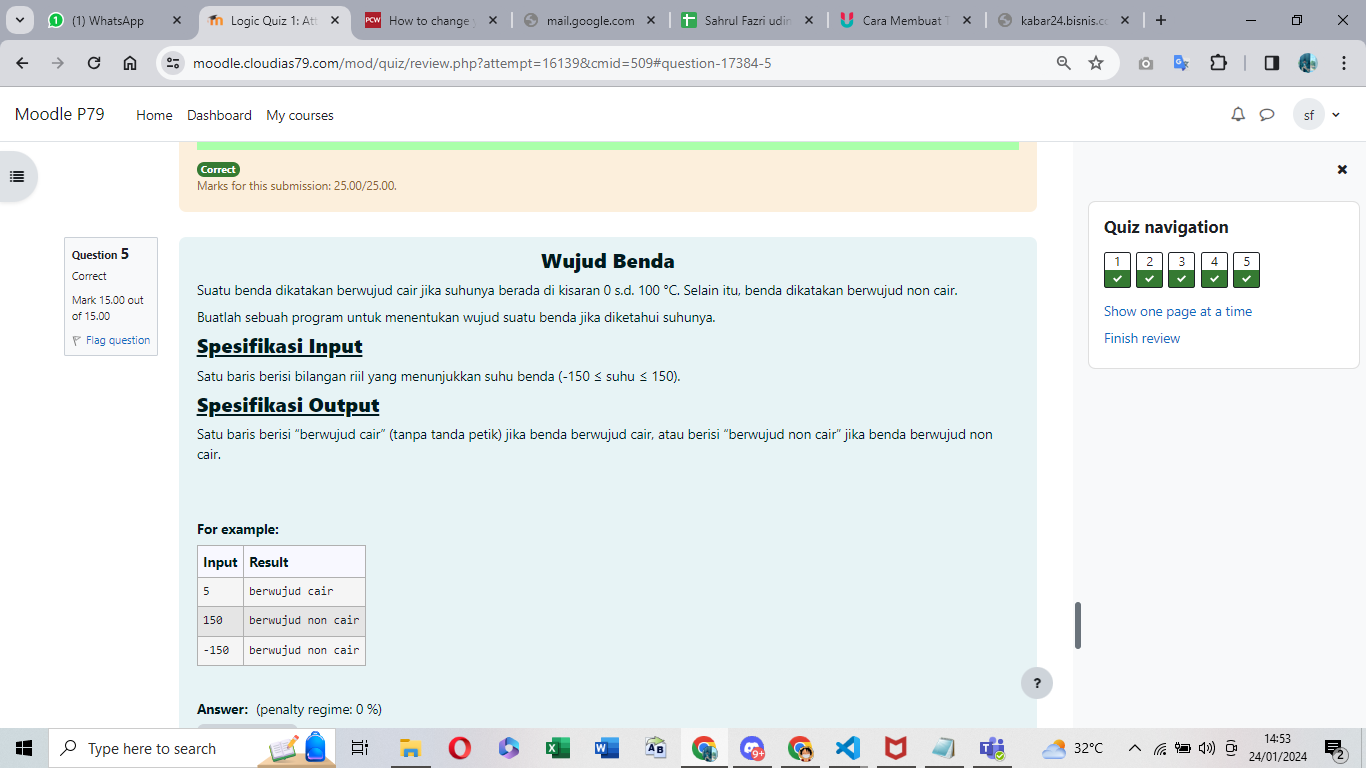 (1) WhatsApp
Logic Quiz 1: Att
How to change y
mail.google.com
Sahrul Fazri udin
Cara Membuat T
kabar24.bisnis.co
moodle.cloudias79.com/mod/quiz/review.php?attempt=16139&cmid=509#question-17384-5
Moodle P79
Home
Dashboard
My courses
sf
Correct
Marks for this submission: 25.00/25.00.
Question 5
Correct
Mark 15.00 out
of 15.00
Flag question
Wujud Benda
Suatu benda dikatakan berwujud cair jika suhunya berada di kisaran 0 s.d. 100 °C. Selain itu, benda dikatakan berwujud non cair.
Buatlah sebuah program untuk menentukan wujud suatu benda jika diketahui suhunya.
Spesifikasi Input
Satu baris berisi bilangan riil yang menunjukkan suhu benda (-150 ≤ suhu ≤ 150).
Spesifikasi Output
Satu baris berisi “berwujud cair” (tanpa tanda petik) jika benda berwujud cair, atau berisi “berwujud non cair” jika benda berwujud non
cair.
For example:
Input Result
5 berwujud cair
150 berwujud non cair
-150 berwujud non cair
Answer: (penalty regime: 0 %)
?
Quiz navigation
1 2 3 4 5
Show one page at a time
Finish review
Type here to search
32°C
14:53
24/01/2024
2